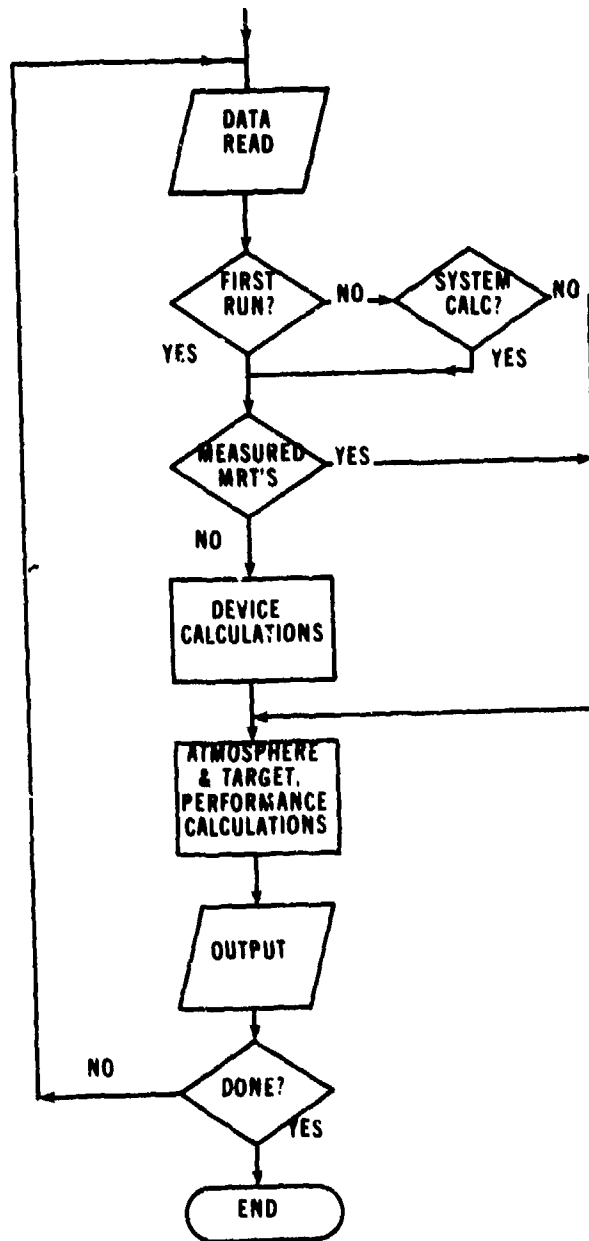 DATA
READ
FIRST
RUN?
NO
SYSTEM
CALC?
NO
YES
YES
MEASURED
MRT'S
YES
NO
DEVICE
CALCULATIONS
ATMOSPHERE
& TARGET,
PERFORMANCE
CALCULATIONS
OUTPUT
NO
DONE?
YES
END